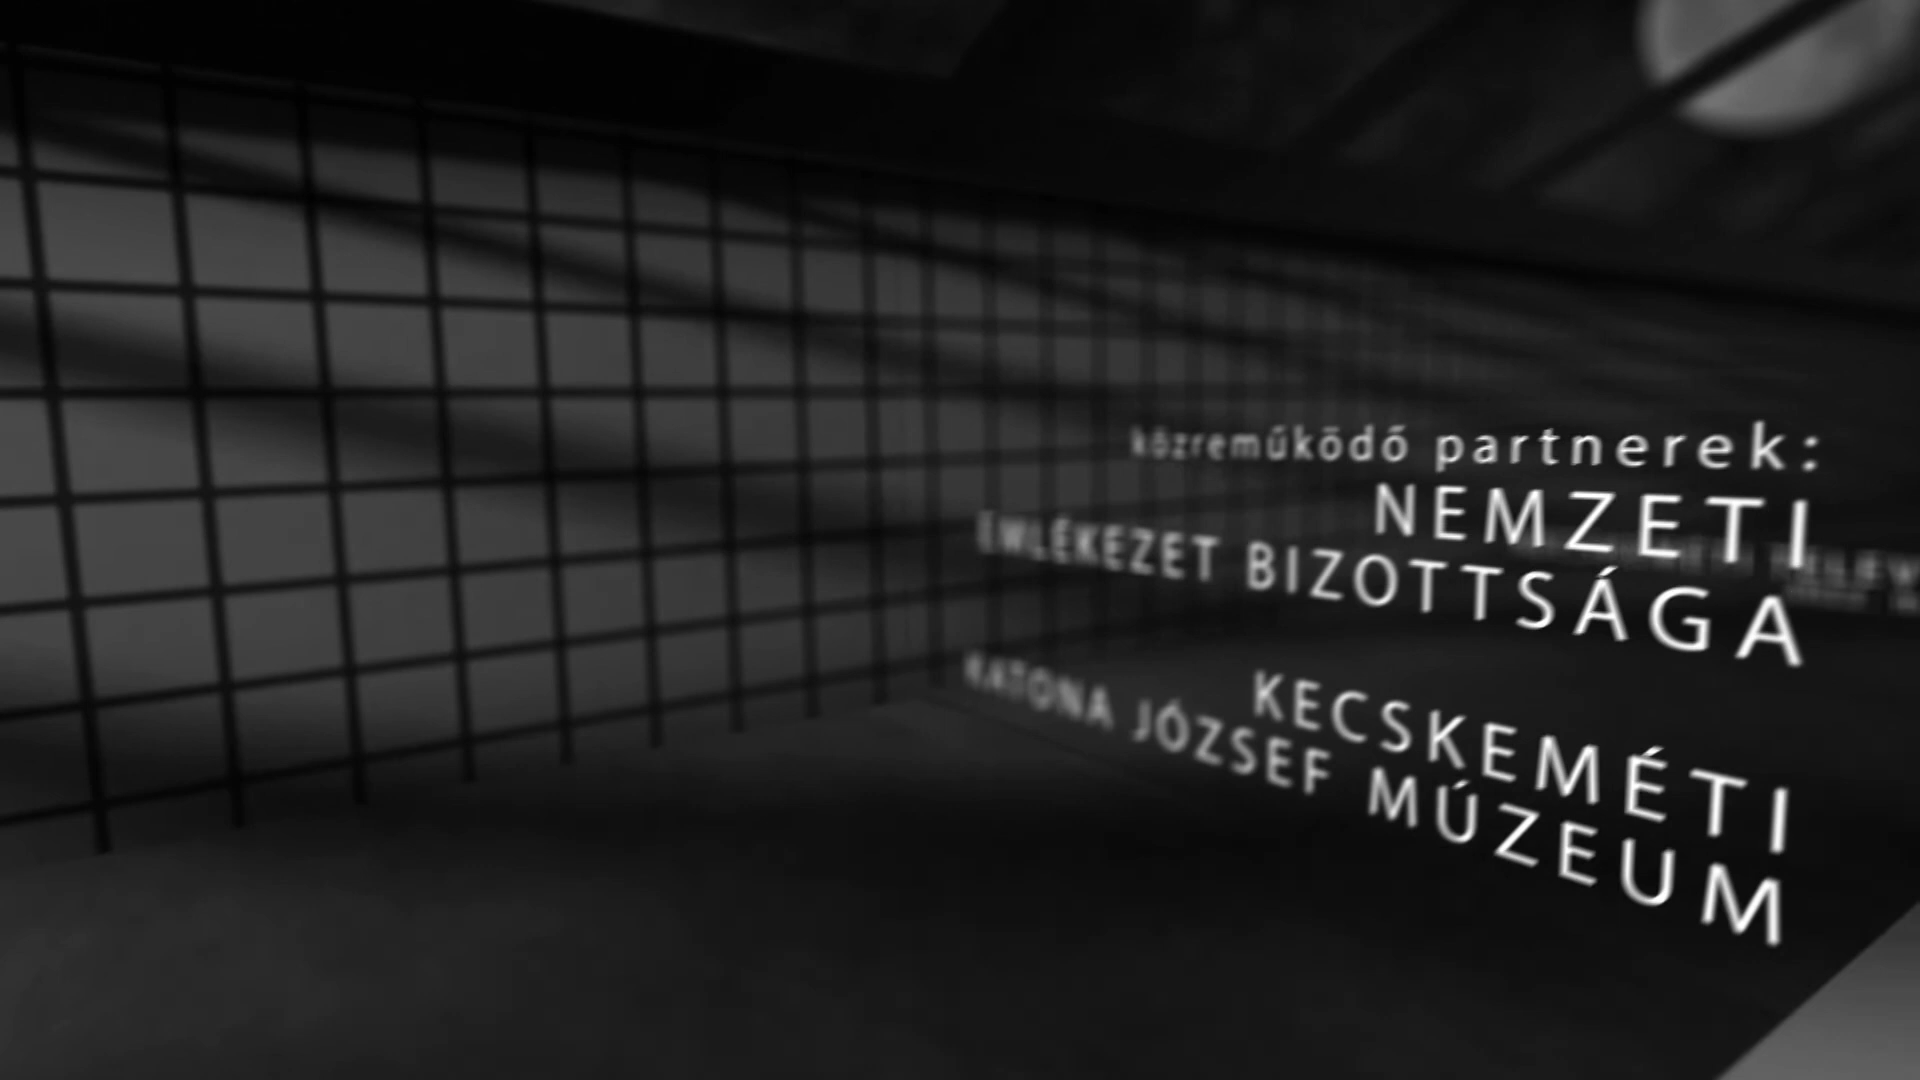 közreműködő partnerek:
NEMZETI
EMLÉKEZET BIZOTTSÁGA
KECSKEMÉTI
KATONA JÓZSEF MÚZEUM